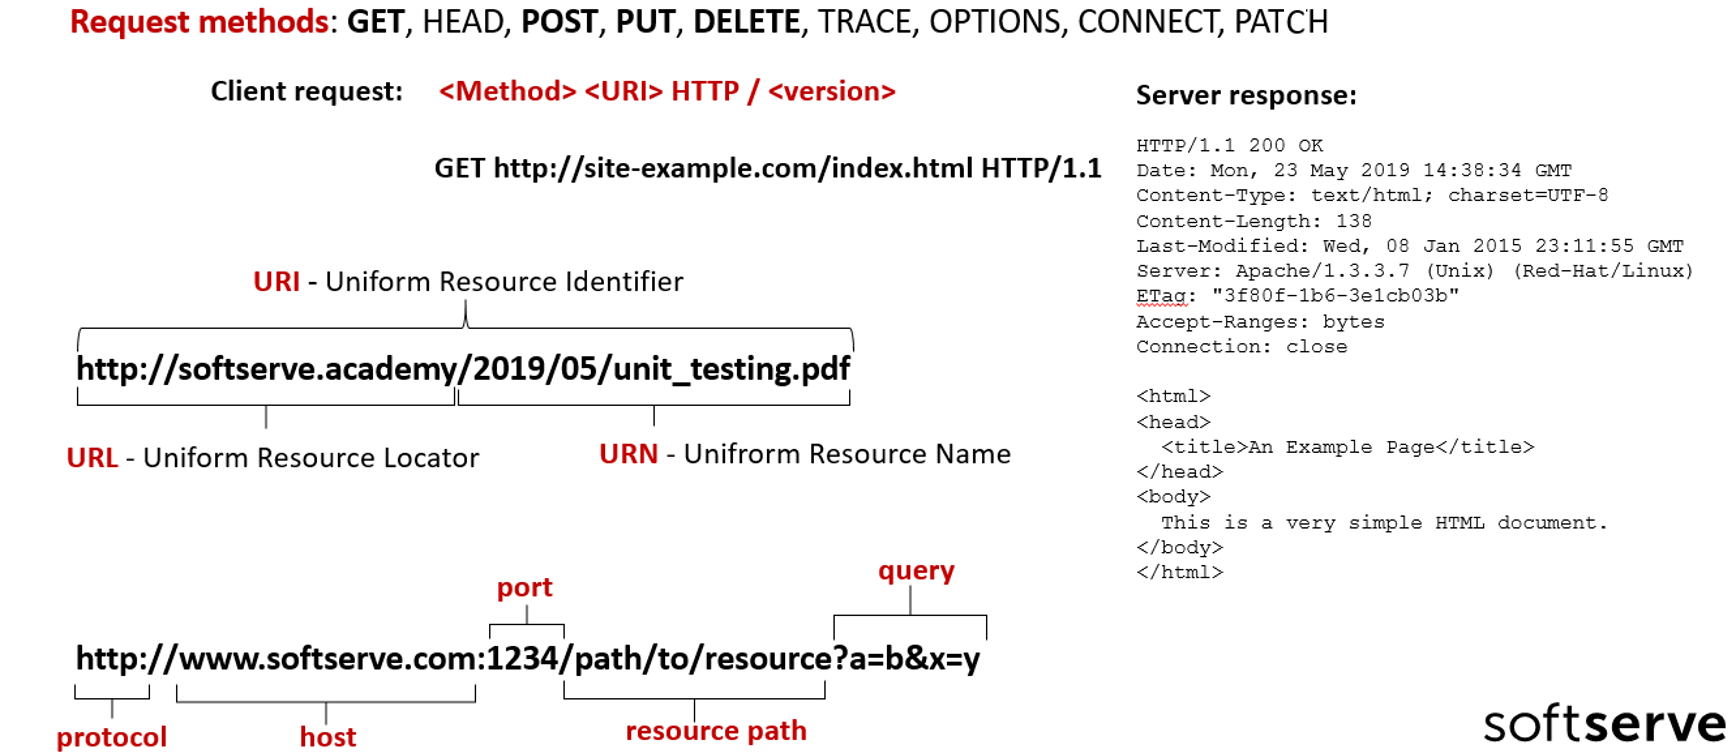 Request methods: GET, HEAD, POST, PUT, DELETE, TRACE, OPTIONS, CONNECT, PATCH
Client request: <Method> <URI> HTTP / <version>
GET http://site-example.com/index.html HTTP/1.1
URI - Uniform Resource Identifier
http://softserve.academy/2019/05/unit_testing.pdf
URL - Uniform Resource Locator
URN - Unifrorm Resource Name
port
query
http://www.softserve.com:1234/path/to/resource?a=b&x=y
protocol
host
resource path
Server response:
HTTP/1.1 200 OK
Date: Mon, 23 May 2019 14:38:34 GMT
Content-Type: text/html; charset=UTF-8
Content-Length: 138
Last-Modified: Wed, 08 Jan 2015 23:11:55 GMT
Server: Apache/1.3.3.7 (Unix) (Red-Hat/Linux)
ETag: "3f80f-1b6-3e1cb03b"
Accept-Ranges: bytes
Connection: close
<html>
<head>
<title>An Example Page</title>
</head>
<body>
This is a very simple HTML document.
</body>
</html>
softserve